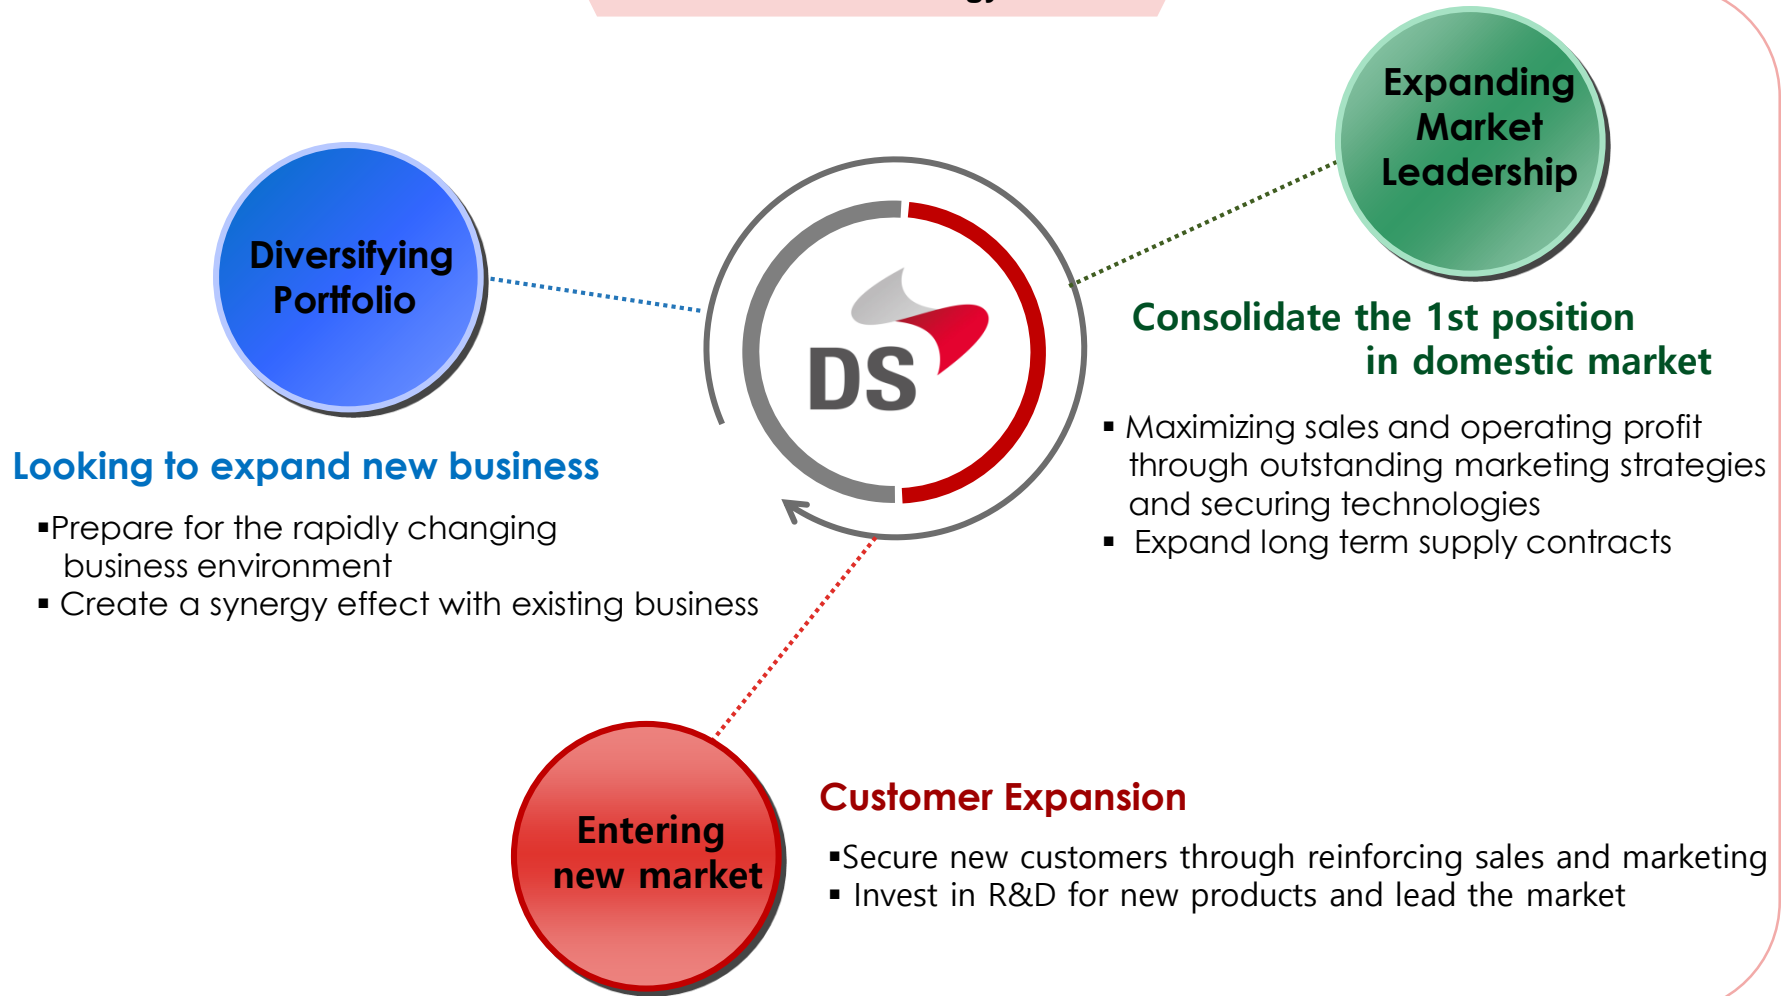 Expanding
Market
Leadership
Diversifying
Portfolio
DS
Consolidate the 1st position
in domestic market
▪ Maximizing sales and operating profit
through outstanding marketing strategies
and securing technologies
▪ Expand long term supply contracts
Looking to expand new business
▪Prepare for the rapidly changing
business environment
▪ Create a synergy effect with existing business
Entering
new market
Customer Expansion
▪Secure new customers through reinforcing sales and marketing
▪ Invest in R&D for new products and lead the market